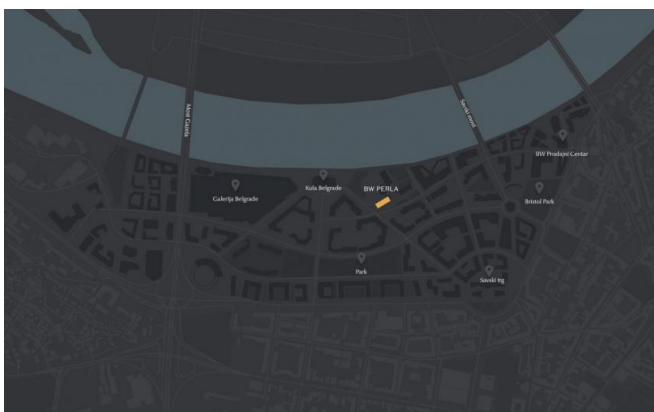 Most Gazela
Savski most
BW Prodajni Centar
Kula Belgrade
BW PERLA
Galerija Belgrade
Bristol Park
Park
Savski trg